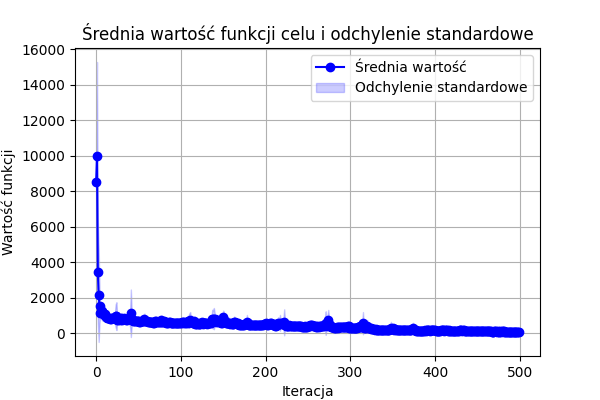 Średnia wartość funkcji celu i odchylenie standardowe
Średnia wartość
Odchylenie standardowe
Wartość funkcji
16000
14000
12000
10000
8000
6000
4000
2000
0
0 100 200 300 400 500
Iteracja